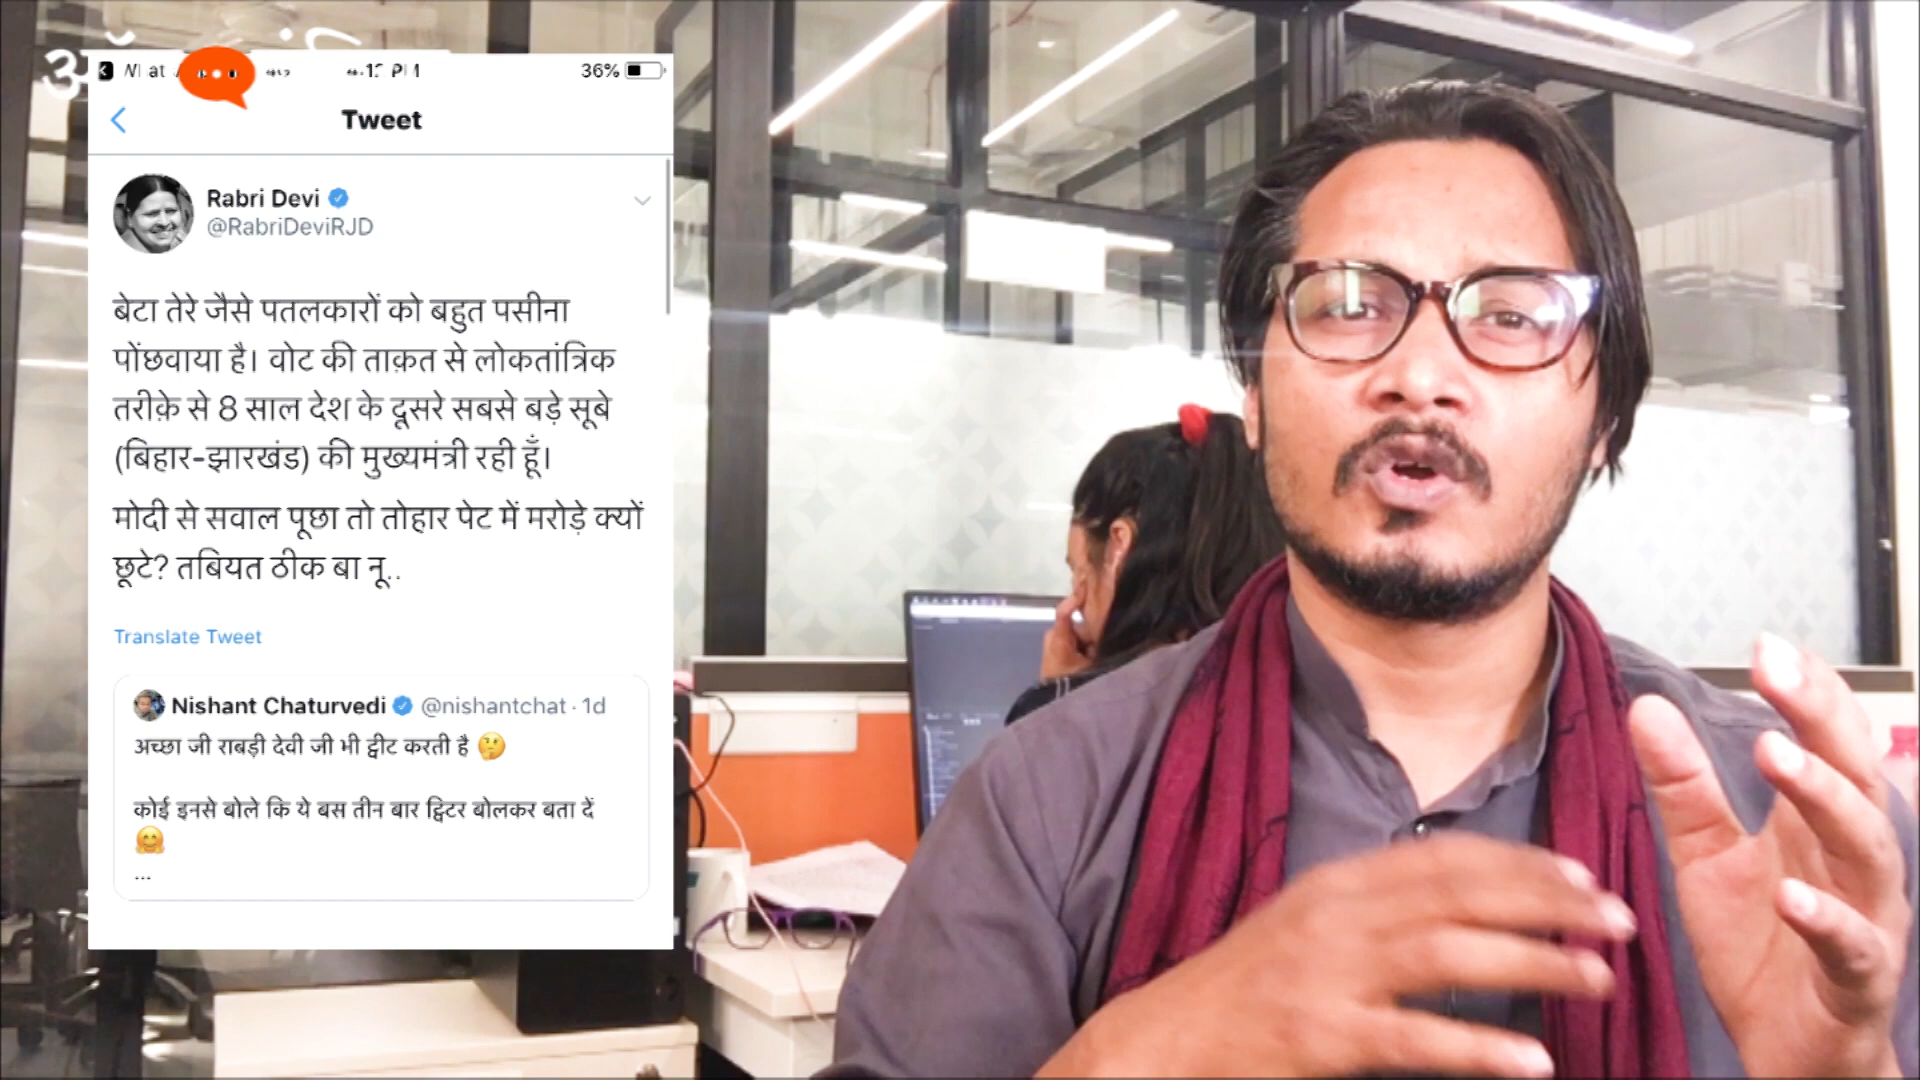 36%
Tweet
Rabri Devi
@RabriDeviRJD
बेटा तेरे जैसे पतलकारों को बहुत पसीना
पोंछवाया है। वोट की ताक़त से लोकतांत्रिक
तरीक़े से 8 साल देश के दूसरे सबसे बड़े सूबे
(बिहार-झारखंड) की मुख्यमंत्री रही हूँ।
मोदी से सवाल पूछा तो तोहार पेट में मरोड़े क्यों
छूटे? तबियत ठीक बा नू..
Translate Tweet
Nishant Chaturvedi @nishantchat · 1d
अच्छा जी राबड़ी देवी जी भी ट्वीट करती है 🤔
कोई इनसे बोले कि ये बस तीन बार ट्विटर बोलकर बता दें
🤗
...